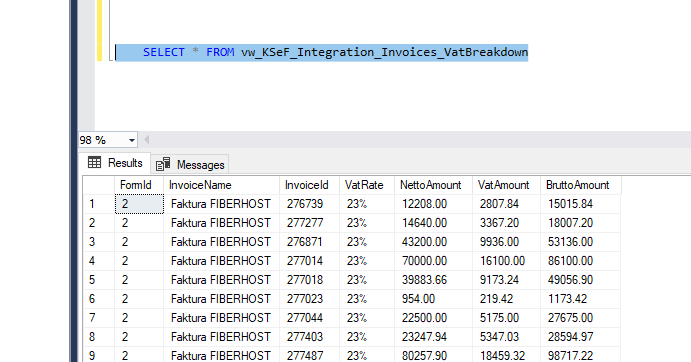 SELECT * FROM vw_KSeF_Integration_Invoices_VatBreakdown
98 %
Results Messages
FormId InvoiceName InvoiceId VatRate NettoAmount VatAmount BruttoAmount
1 2 Faktura FIBERHOST 276739 23% 12208.00 2807.84 15015.84
2 2 Faktura FIBERHOST 277277 23% 14640.00 3367.20 18007.20
3 2 Faktura FIBERHOST 276871 23% 43200.00 9936.00 53136.00
4 2 Faktura FIBERHOST 277014 23% 70000.00 16100.00 86100.00
5 2 Faktura FIBERHOST 277018 23% 39883.66 9173.24 49056.90
6 2 Faktura FIBERHOST 277023 23% 954.00 219.42 1173.42
7 2 Faktura FIBERHOST 277044 23% 22500.00 5175.00 27675.00
8 2 Faktura FIBERHOST 277403 23% 23247.94 5347.03 28594.97
9 2 Faktura FIBERHOST 277487 23% 80257.90 18459.32 98717.22